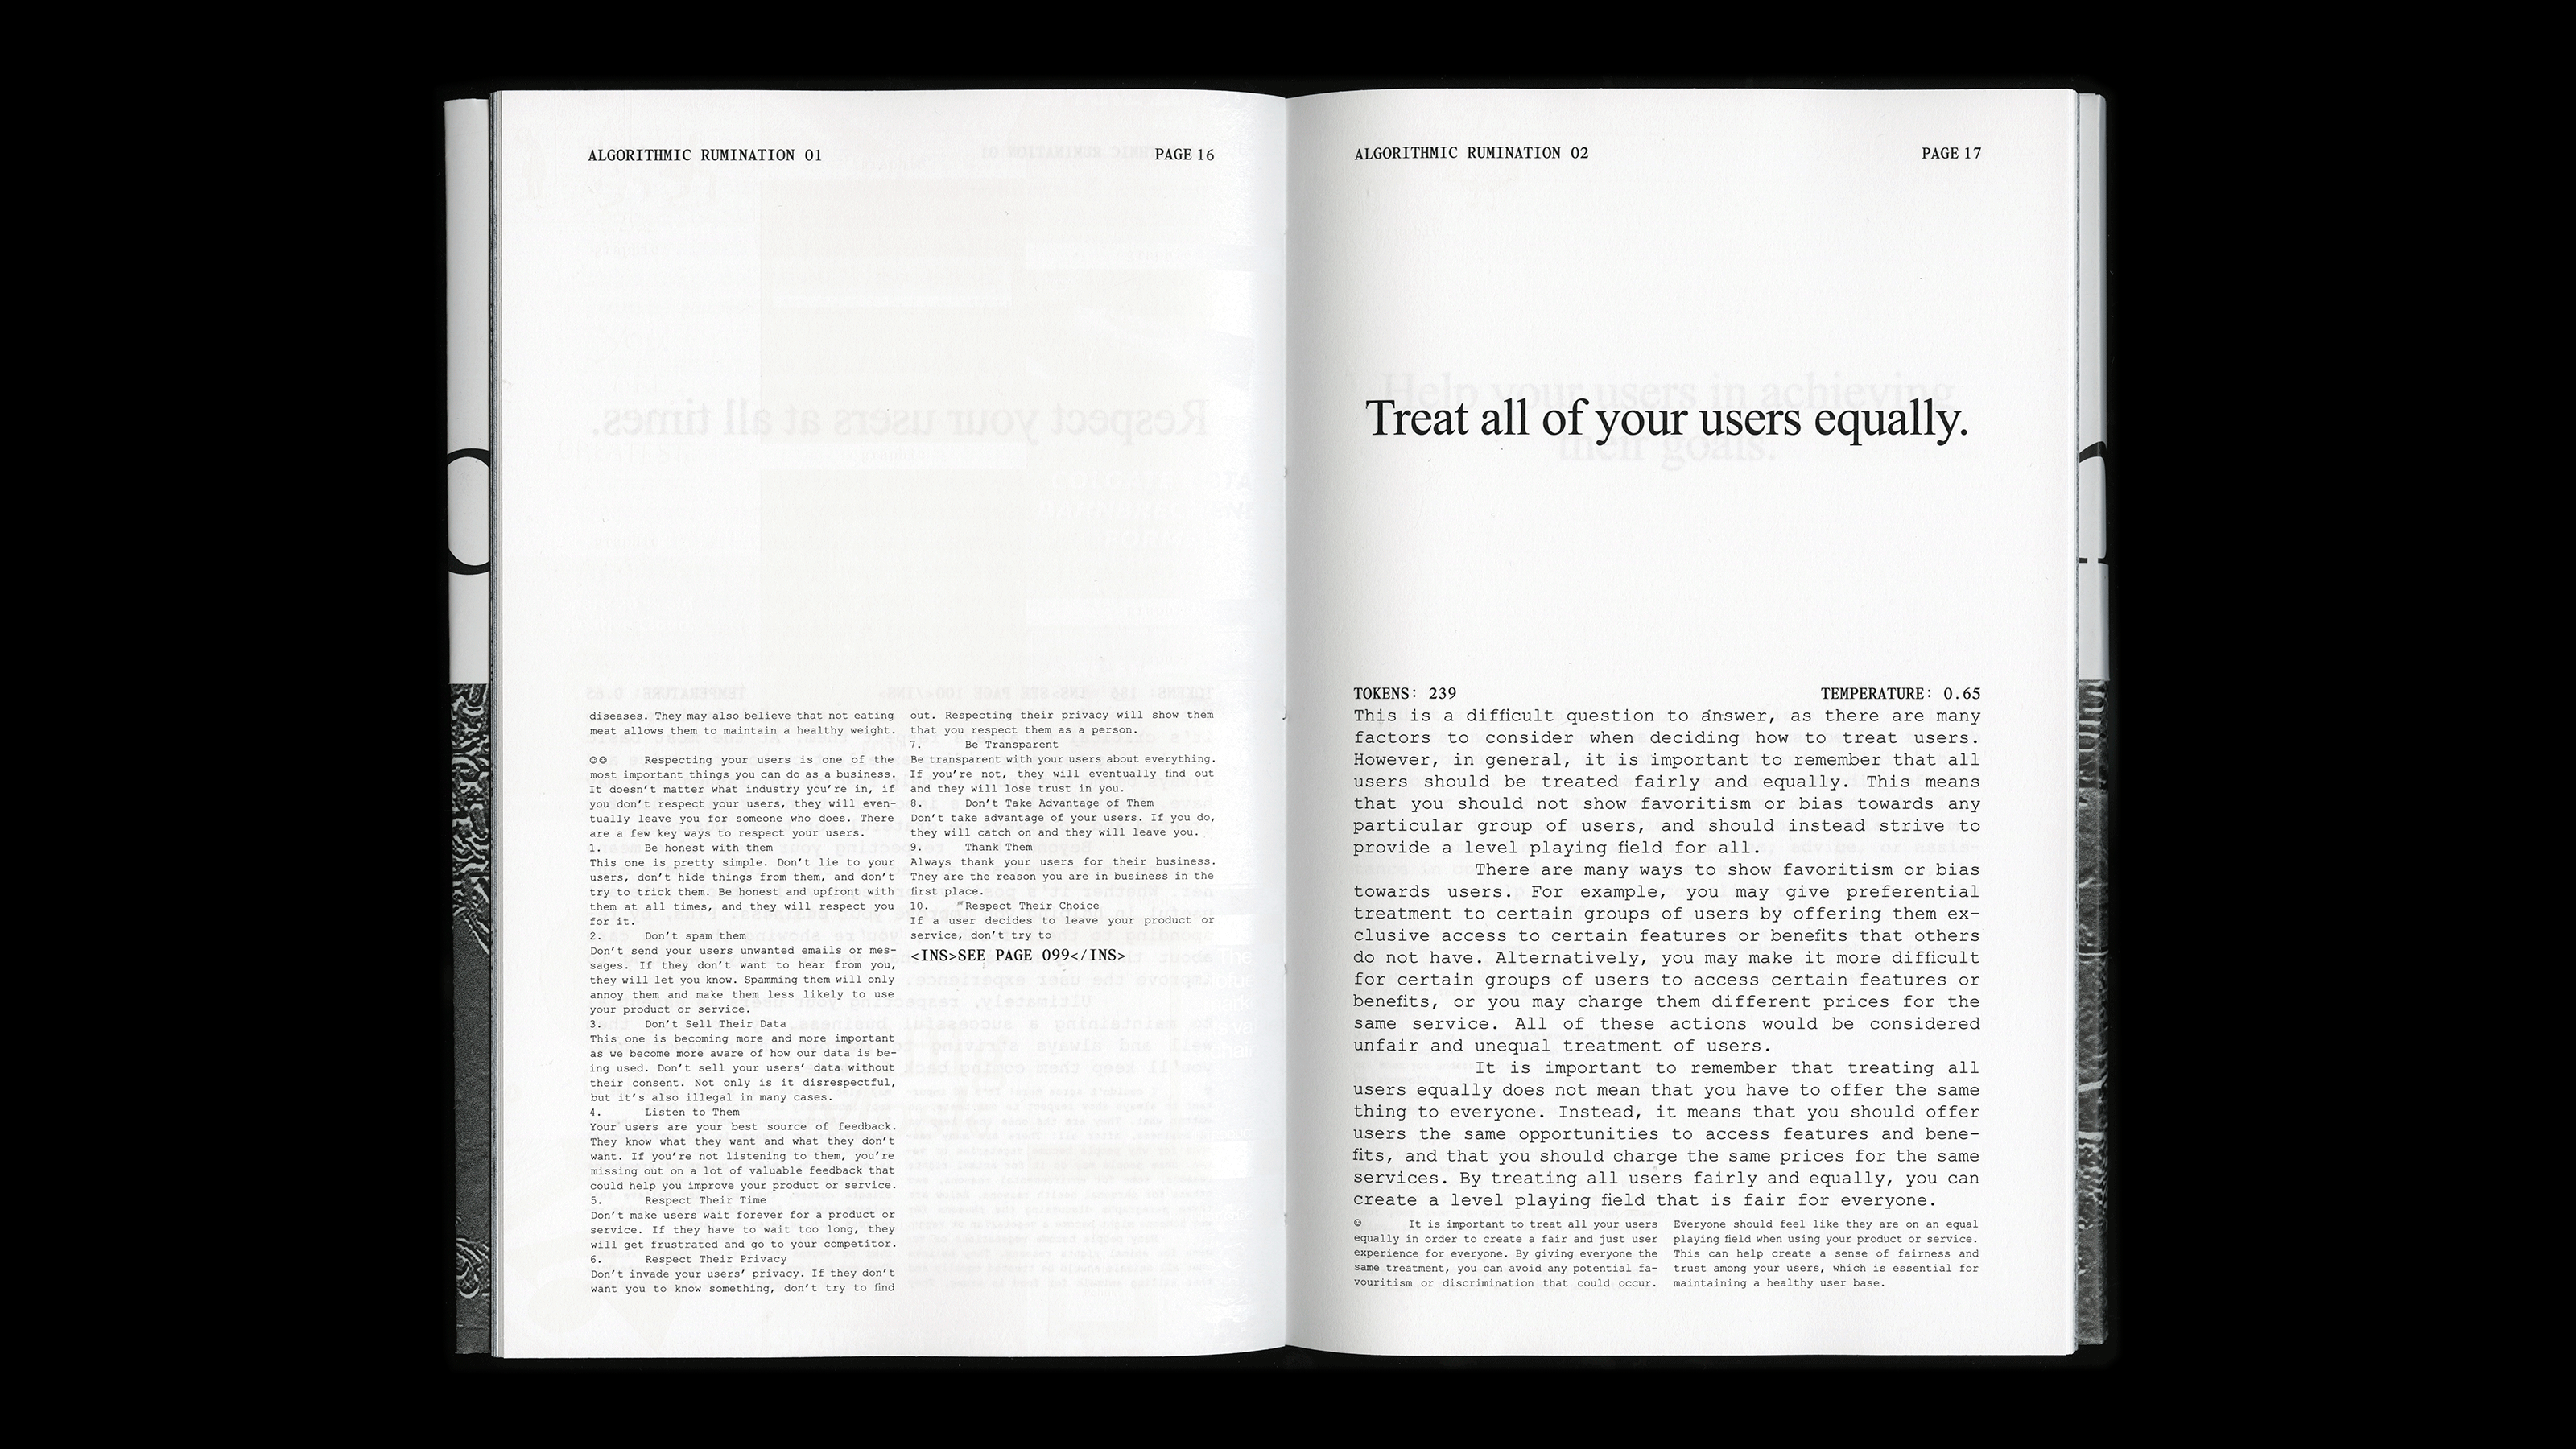 ALGORITHMIC RUMINATION 01
PAGE 16
diseases. They may also believe that not eating
meat allows them to maintain a healthy weight.
☺☺ Respecting your users is one of the
most important things you can do as a business.
It doesn't matter what industry you're in, if
you don't respect your users, they will even-
tually leave you for someone who does. There
are a few key ways to respect your users.
1. Be honest with them
This one is pretty simple. Don't lie to your
users, don't hide things from them, and don't
try to trick them. Be honest and upfront with
them at all times, and they will respect you
for it.
2. Don't spam them
Don't send your users unwanted emails or mes-
sages. If they don't want to hear from you,
they will let you know. Spamming them will only
annoy them and make them less likely to use
your product or service.
3. Don't Sell Their Data
This one is becoming more and more important
as we become more aware of how our data is be-
ing used. Don't sell your users' data without
their consent. Not only is it disrespectful,
but it's also illegal in many cases.
4. Listen to Them
Your users are your best source of feedback.
They know what they want and what they don't
want. If you're not listening to them, you're
missing out on a lot of valuable feedback that
could help you improve your product or service.
5. Respect Their Time
Don't make users wait forever for a product or
service. If they have to wait too long, they
will get frustrated and go to your competitor.
6. Respect Their Privacy
Don't invade your users' privacy. If they don't
want you to know something, don't try to find
out. Respecting their privacy will show them
that you respect them as a person.
7. Be Transparent
Be transparent with your users about everything.
If you're not, they will eventually find out
and they will lose trust in you.
8. Don't Take Advantage of Them
Don't take advantage of your users. If you do,
they will catch on and they will leave you.
9. Thank Them
Always thank your users for their business.
They are the reason you are in business in the
first place.
10. Respect Their Choice
If a user decides to leave your product or
service, don't try to
<INS>SEE PAGE 099</INS>
ALGORITHMIC RUMINATION 02
PAGE 17
Help your users in achieving
their goals.
Treat all of your users equally.
TOKENS: 239
TEMPERATURE: 0.65
This is a difficult question to answer, as there are many
factors to consider when deciding how to treat users.
However, in general, it is important to remember that all
users should be treated fairly and equally. This means
that you should not show favoritism or bias towards any
particular group of users, and should instead strive to
provide a level playing field for all.
There are many ways to show favoritism or bias
towards users. For example, you may give preferential
treatment to certain groups of users by offering them ex-
clusive access to certain features or benefits that others
do not have. Alternatively, you may make it more difficult
for certain groups of users to access certain features or
benefits, or you may charge them different prices for the
same service. All of these actions would be considered
unfair and unequal treatment of users.
It is important to remember that treating all
users equally does not mean that you have to offer the same
thing to everyone. Instead, it means that you should offer
users the same opportunities to access features and bene-
fits, and that you should charge the same prices for the same
services. By treating all users fairly and equally, you can
create a level playing field that is fair for everyone.
☺ It is important to treat all your users
equally in order to create a fair and just user
experience for everyone. By giving everyone the
same treatment, you can avoid any potential fa-
vouritism or discrimination that could occur.
Everyone should feel like they are on an equal
playing field when using your product or service.
This can help create a sense of fairness and
trust among your users, which is essential for
maintaining a healthy user base.